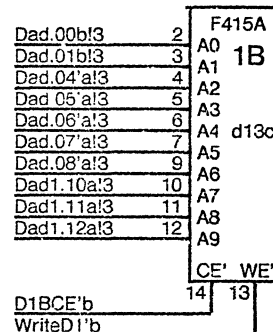 F415A
Dad.00b!3 2 A0 1B
Dad.01b!3 3 A1
Dad.04'a!3 4 A2
Dad.05'a!3 5 A3
Dad.06'a!3 6 A4 d13c
Dad.07'a!3 7 A5
Dad.08'a!3 9 A6
Dad1.10a!3 10 A7
Dad1.11a!3 11 A8
Dad1.12a!3 12 A9
CE' WE'
14 13
D1BCE'b
WriteD1'b